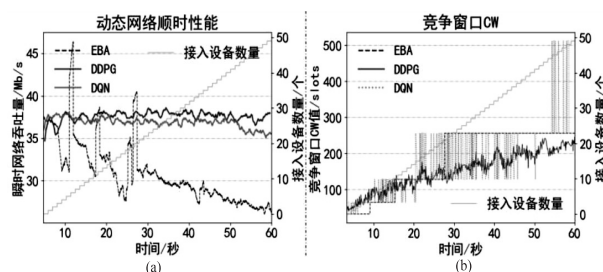 动态网络顺时性能
竞争窗口CW
瞬时网络吞吐量/Mb/s
45
40
35
30
EBA
DDPG
DQN
接入设备数量
50
40
30
20
10
0
接入设备数量/个
10 20 30 40 50 60
时间/秒
(a)
竞争窗口CW值/slots
500
400
300
200
100
EBA
DDPG
DQN
接入设备数量
50
40
30
20
10
0
接入设备数量/个
10 20 30 40 50 60
时间/秒
(b)